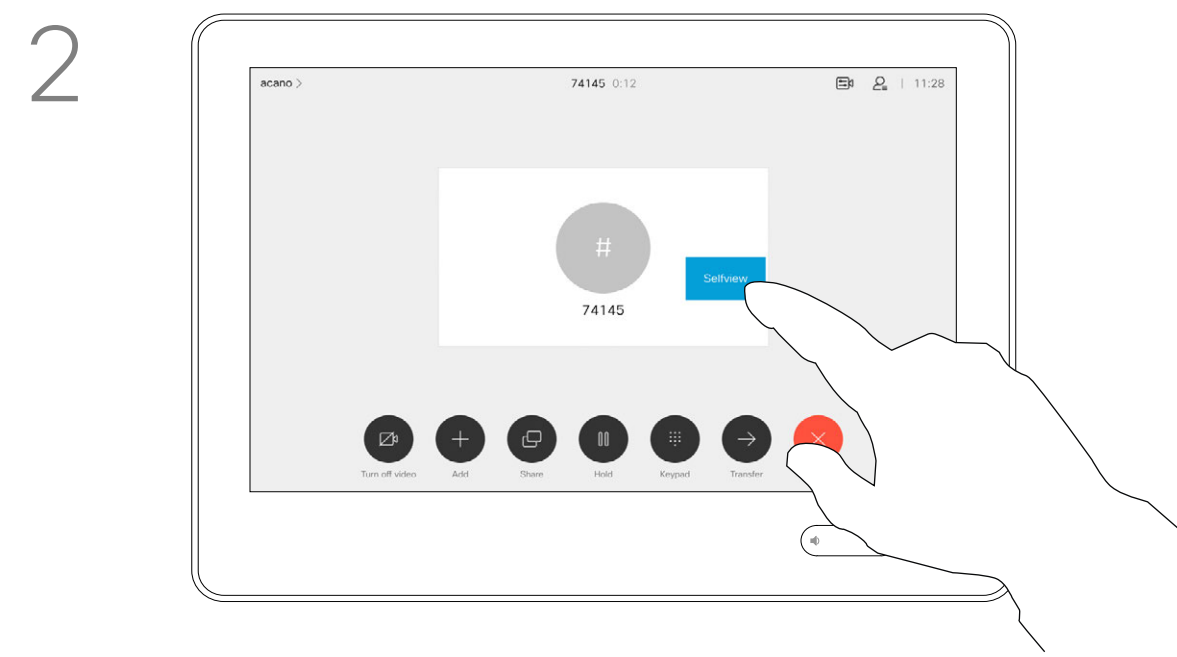 2
acano >
74145 0:12
11:28
#
Selfview
74145
Turn off video Add Share Hold Keypad Transfer